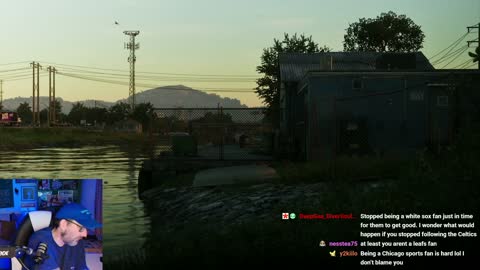 Stopped being a white sox fan just in time
for them to get good. I wonder what would
happen if you stopped following the Celtics
nesstea75 at least you arent a leafs fan
y2kiilo Being a Chicago sports fan is hard lol I
don't blame you